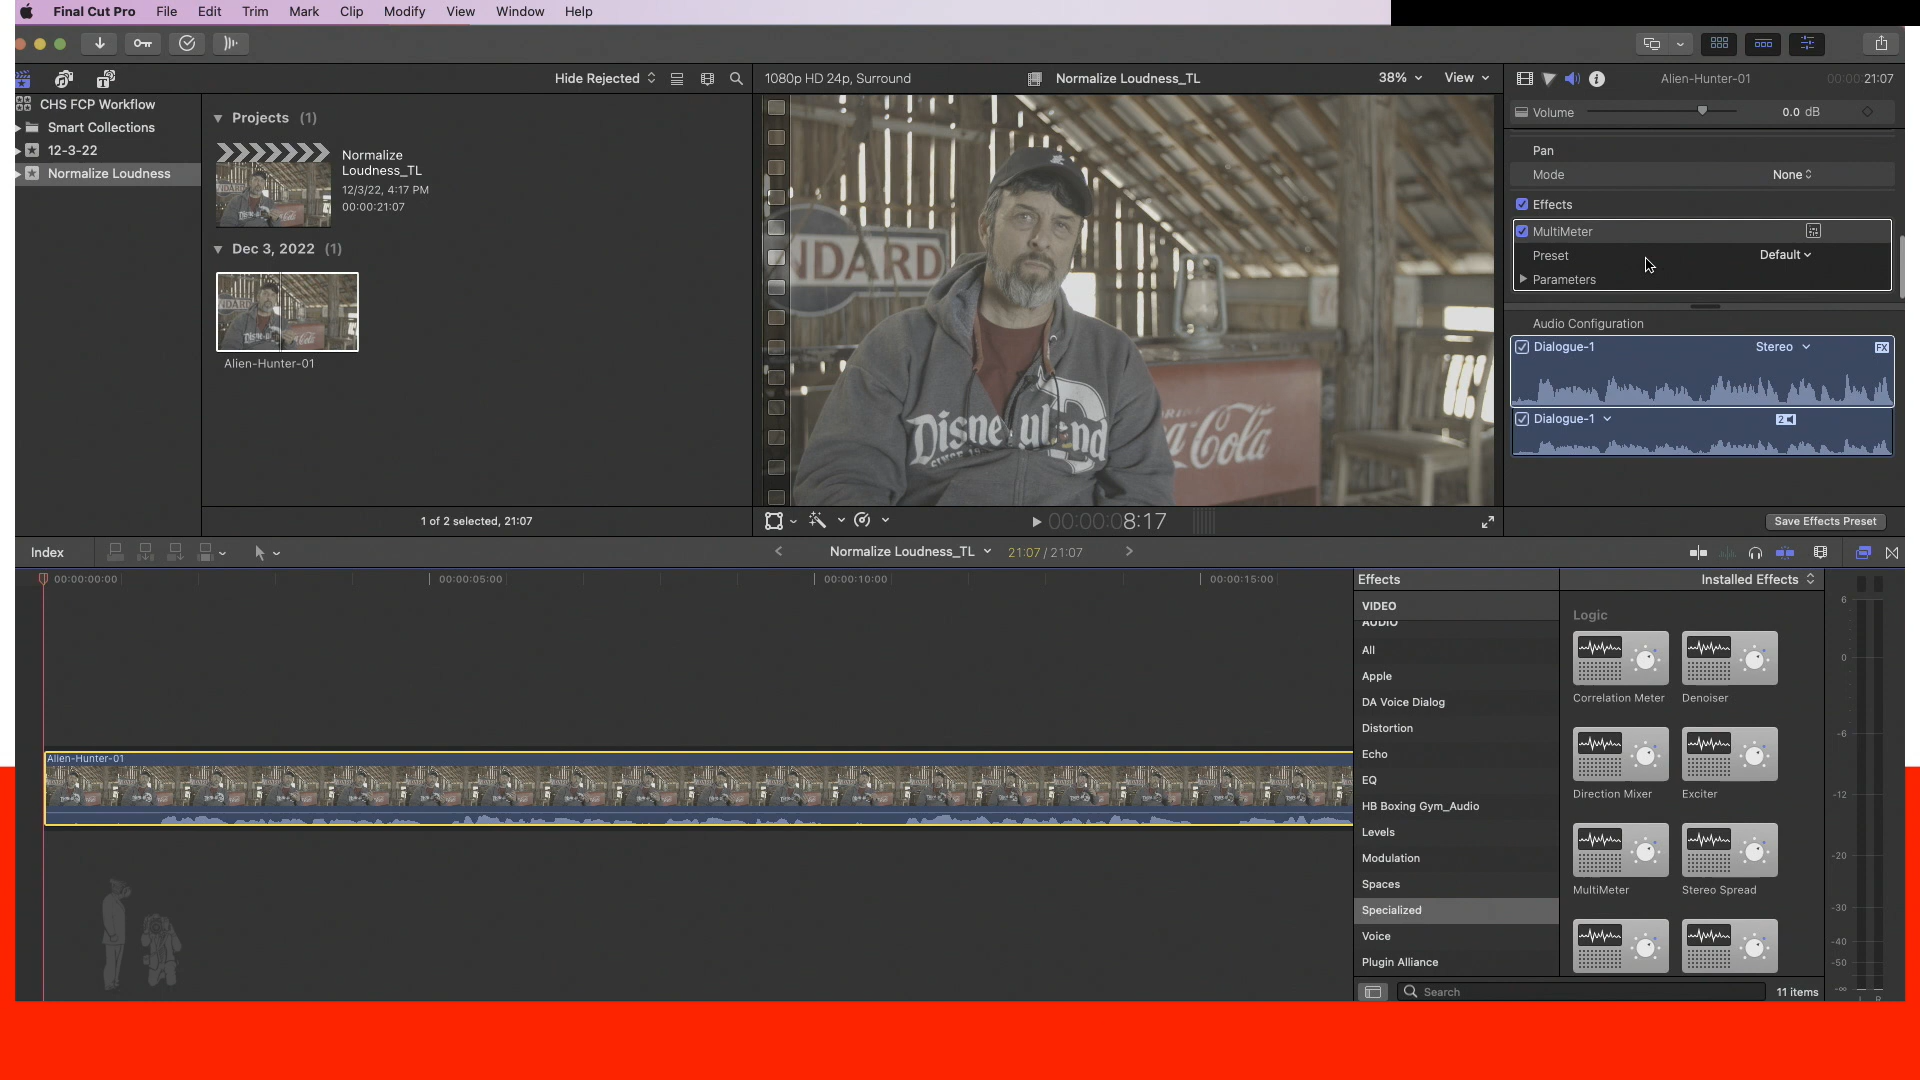 Final Cut Pro File Edit Trim Mark Clip Modify View Window Help
Hide Rejected
1080p HD 24p, Surround
Normalize Loudness_TL
38%
View
Alien-Hunter-01
00:00:21:07
CHS FCP Workflow
Smart Collections
12-3-22
Normalize Loudness
Projects (1)
Normalize
Loudness_TL
12/3/22, 4:17 PM
00:00:21:07
Dec 3, 2022 (1)
Alien-Hunter-01
1 of 2 selected, 21:07
NDARD
Disneyland
Coca-Cola
00:00:08:17
Volume
0.0 dB
Pan
Mode
None
Effects
MultiMeter
Preset
Default
Parameters
Audio Configuration
Dialogue-1
Stereo
FX
Dialogue-1
2
Save Effects Preset
Index
Normalize Loudness_TL
21:07 / 21:07
00:00:00:00
00:00:05:00
00:00:10:00
00:00:15:00
Alien-Hunter-01
Effects
Installed Effects
VIDEO
AUDIO
All
Apple
DA Voice Dialog
Distortion
Echo
EQ
HB Boxing Gym_Audio
Levels
Modulation
Spaces
Specialized
Voice
Plugin Alliance
Logic
Correlation Meter
Denoiser
Direction Mixer
Exciter
MultiMeter
Stereo Spread
Search
11 items
6
0
-6
-12
-20
-30
-40
-50
-∞
L R